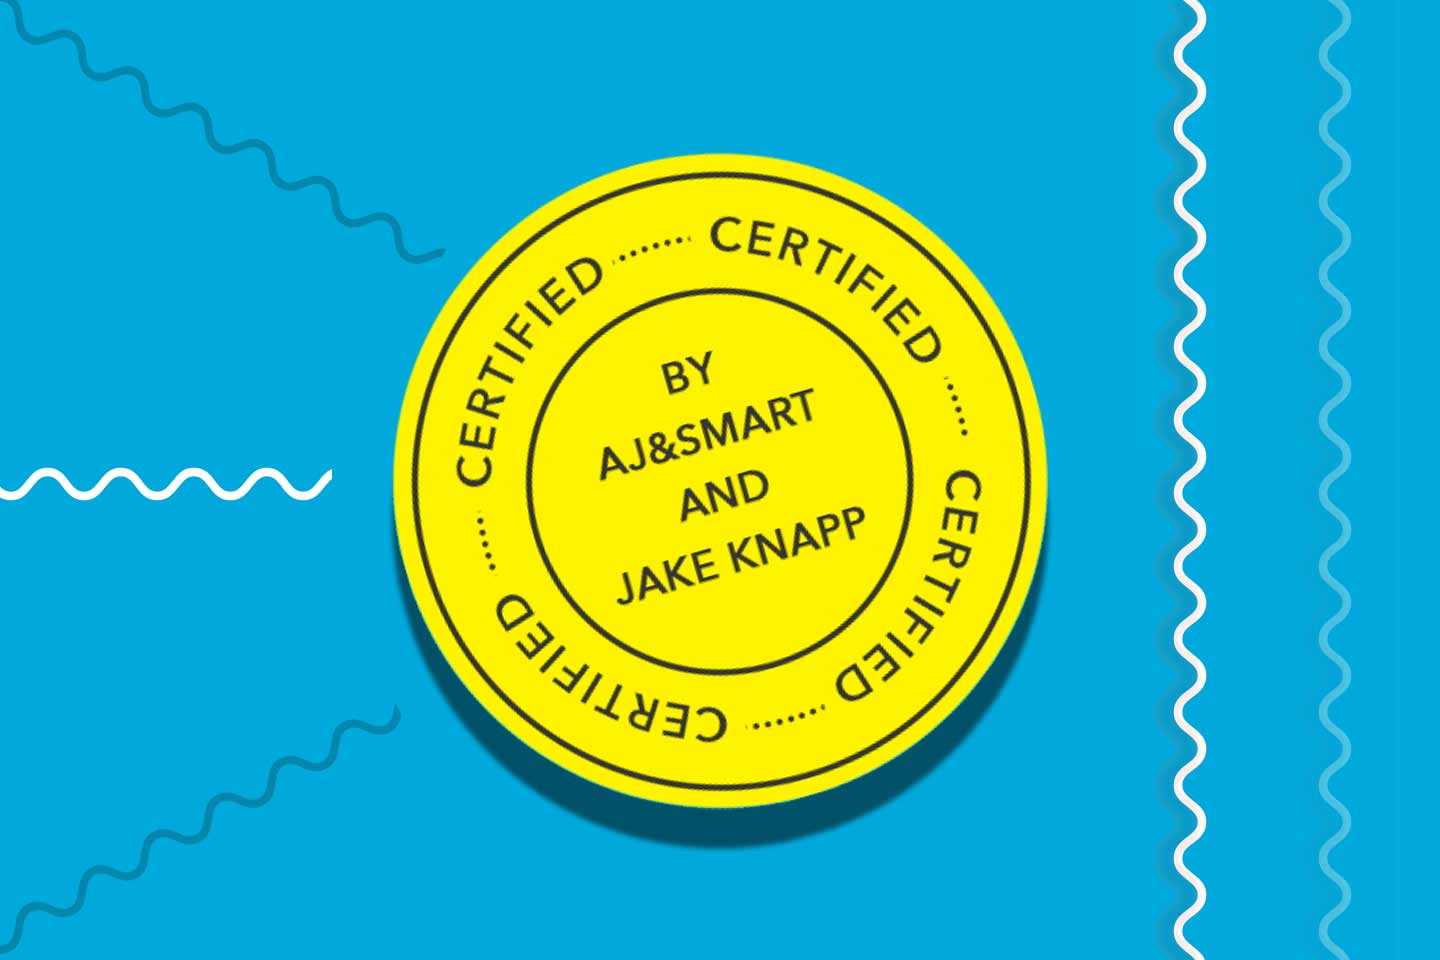 CERTIFIED
CERTIFIED
CERTIFIED
CERTIFIED
BY
AJ&SMART
AND
JAKE KNAPP